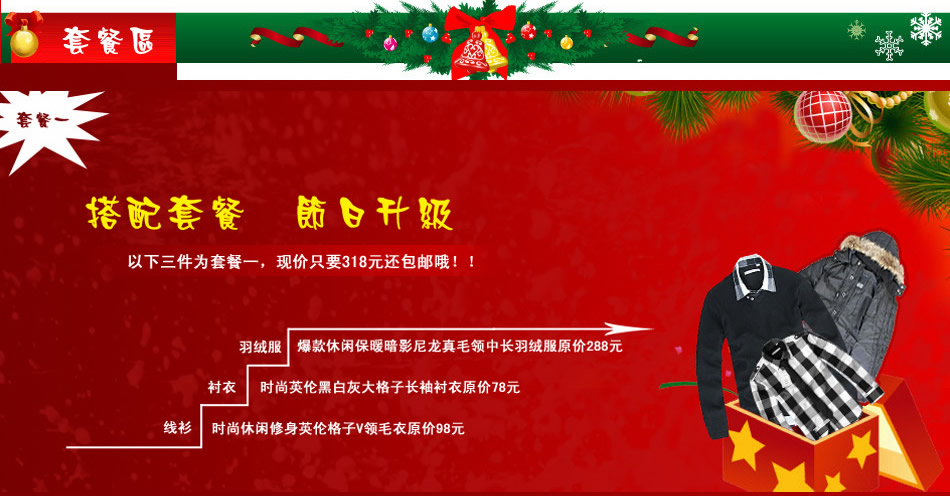 套餐區
套餐一
搭配套餐 節日升級
以下三件为套餐一，现价只要318元还包邮哦！！
羽绒服 爆款休闲保暖暗影尼龙真毛领中长羽绒服原价288元
衬衣 时尚英伦黑白灰大格子长袖衬衣原价78元
线衫 时尚休闲修身英伦格子V领毛衣原价98元